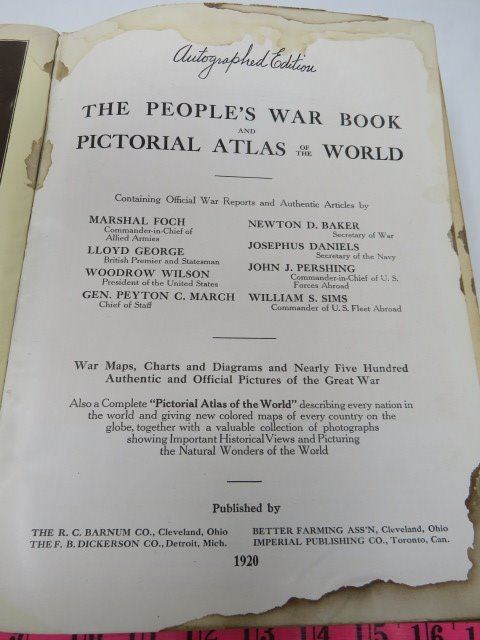 Autographed Edition
THE PEOPLE'S WAR BOOK
AND
PICTORIAL ATLAS OF THE WORLD
Containing Official War Reports and Authentic Articles by
MARSHAL FOCH
Commander-in-Chief of
Allied Armies
LLOYD GEORGE
British Premier and Statesman
WOODROW WILSON
President of the United States
GEN. PEYTON C. MARCH
Chief of Staff
NEWTON D. BAKER
Secretary of War
JOSEPHUS DANIELS
Secretary of the Navy
JOHN J. PERSHING
Commander-in-Chief of U. S.
Forces Abroad
WILLIAM S. SIMS
Commander of U. S. Fleet Abroad
War Maps, Charts and Diagrams and Nearly Five Hundred
Authentic and Official Pictures of the Great War
Also a Complete "Pictorial Atlas of the World" describing every nation in
the world and giving new colored maps of every country on the
globe, together with a valuable collection of photographs
showing Important Historical Views and Picturing
the Natural Wonders of the World
Published by
THE R. C. BARNUM CO., Cleveland, Ohio
THE F. B. DICKERSON CO., Detroit, Mich.
BETTER FARMING ASS'N, Cleveland, Ohio
IMPERIAL PUBLISHING CO., Toronto, Can.
1920